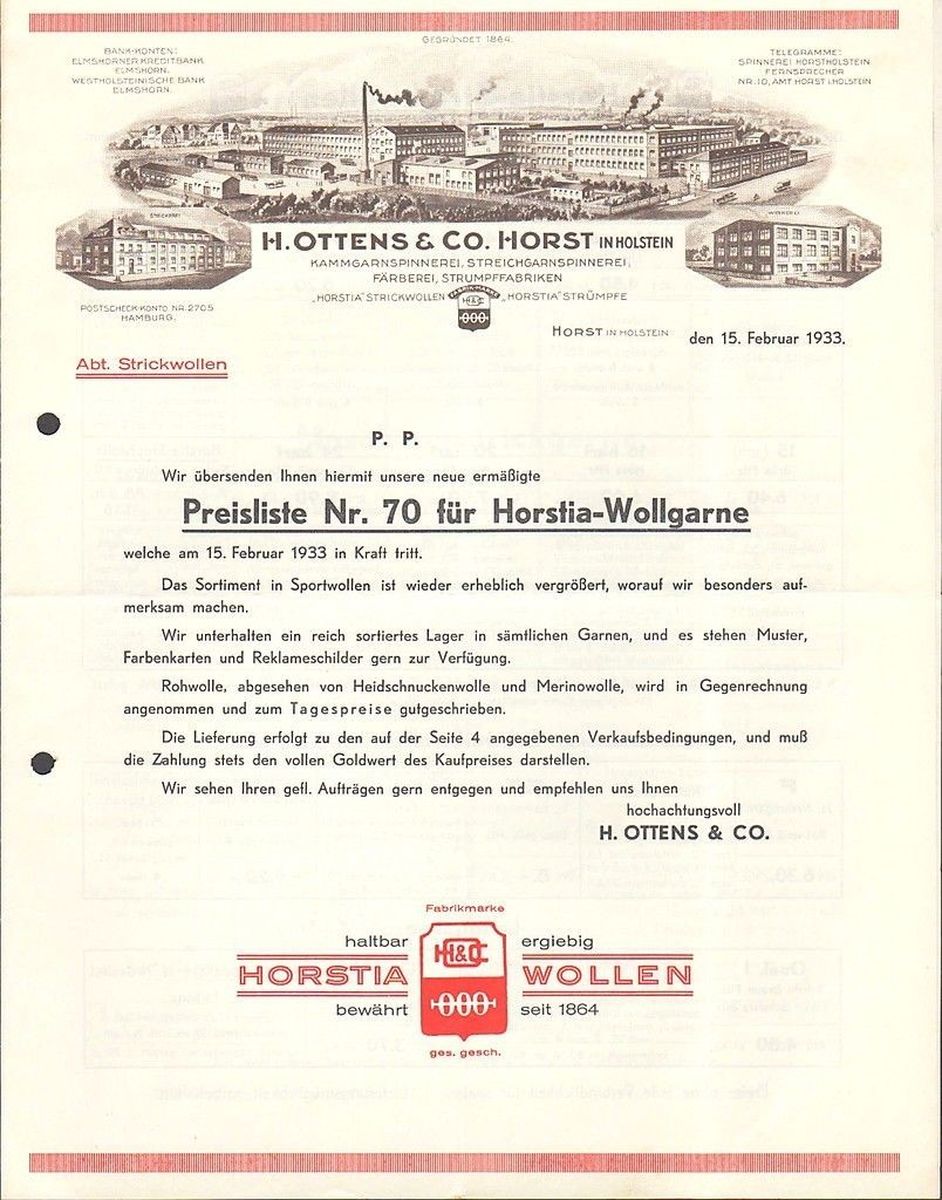 GEGRÜNDET 1864.
BANK-KONTEN:
ELMSHORNER KREDITBANK
ELMSHORN.
WESTHOLSTEINISCHE BANK
ELMSHORN.
TELEGRAMME:
SPINNEREI HORSTHOLSTEIN
FERNSPRECHER
NR. 10, AMT HORST i. HOLSTEIN
STRICKEREI
H. OTTENS & CO. HORST IN HOLSTEIN
KAMMGARNSPINNEREI, STREICHGARNSPINNEREI,
FÄRBEREI, STRUMPFFABRIKEN
„HORSTIA" STRICKWOLLEN FABRIK-MARKE „HORSTIA" STRÜMPFE
POSTSCHECK-KONTO NR. 2705
HAMBURG.
HORST IN HOLSTEIN den 15. Februar 1933.
Abt. Strickwollen
P. P.
Wir übersenden Ihnen hiermit unsere neue ermäßigte
Preisliste Nr. 70 für Horstia-Wollgarne
welche am 15. Februar 1933 in Kraft tritt.
Das Sortiment in Sportwollen ist wieder erheblich vergrößert, worauf wir besonders auf-
merksam machen.
Wir unterhalten ein reich sortiertes Lager in sämtlichen Garnen, und es stehen Muster,
Farbenkarten und Reklameschilder gern zur Verfügung.
Rohwolle, abgesehen von Heidschnuckenwolle und Merinowolle, wird in Gegenrechnung
angenommen und zum Tagespreise gutgeschrieben.
Die Lieferung erfolgt zu den auf der Seite 4 angegebenen Verkaufsbedingungen, und muß
die Zahlung stets den vollen Goldwert des Kaufpreises darstellen.
Wir sehen Ihren gefl. Aufträgen gern entgegen und empfehlen uns Ihnen
hochachtungsvoll
H. OTTENS & CO.
Fabrikmarke
haltbar ergiebig
HORSTIA WOLLEN
bewährt seit 1864
ges. gesch.